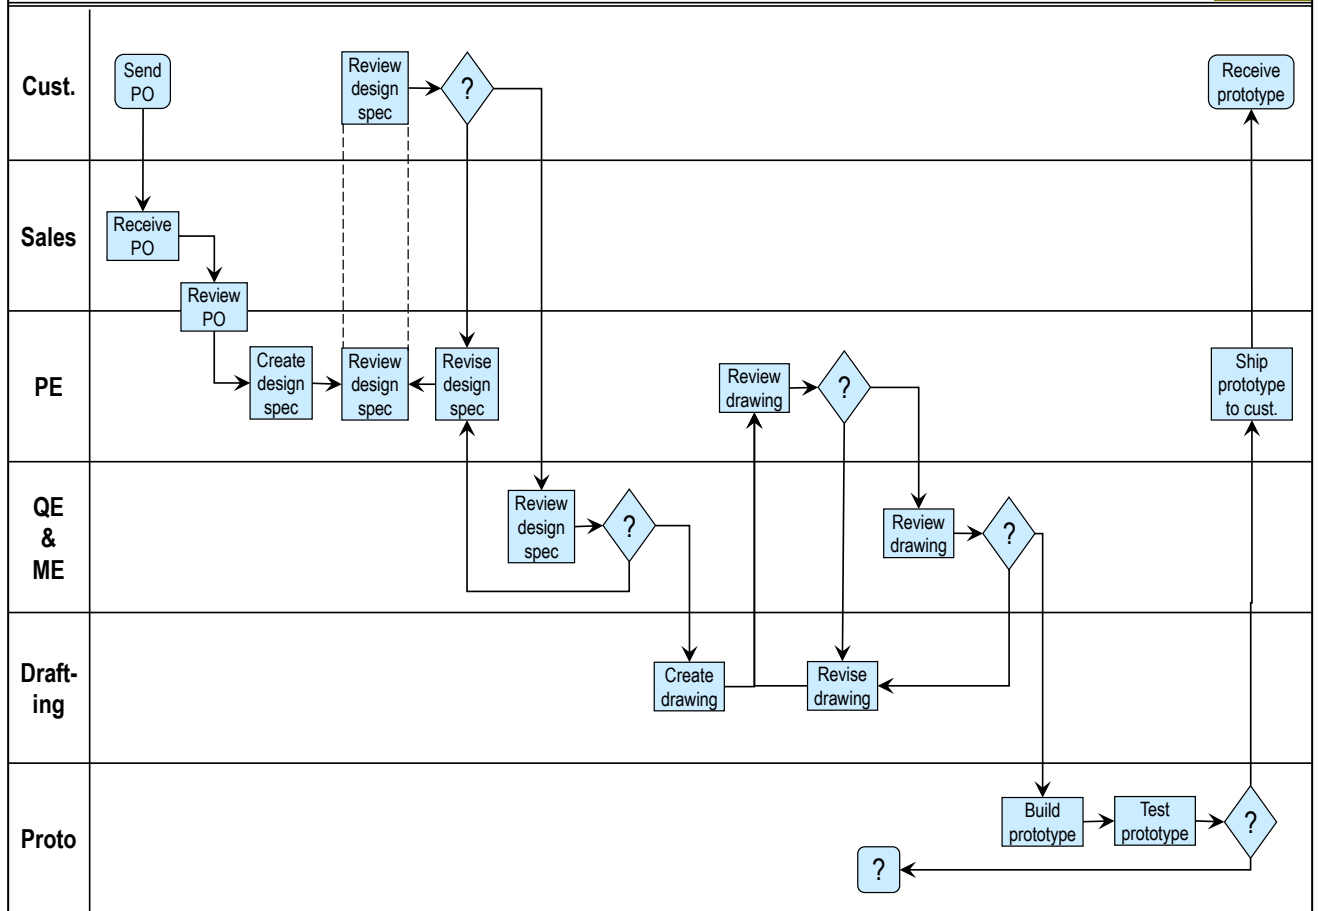 Cust.
Send
PO
Review
design
spec
?
Receive
prototype
Sales
Receive
PO
Review
PO
PE
Create
design
spec
Review
design
spec
Revise
design
spec
Review
drawing
?
Ship
prototype
to cust.
QE
&
ME
Review
design
spec
?
Review
drawing
?
Draft-
ing
Create
drawing
Revise
drawing
Proto
Build
prototype
Test
prototype
?
?